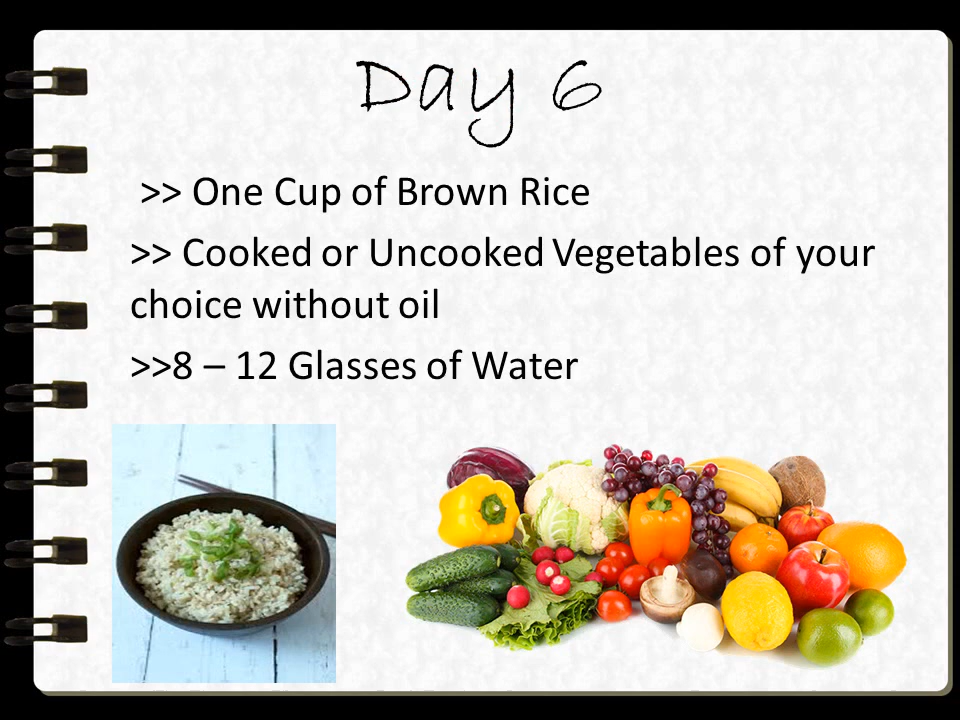 Day 6
>> One Cup of Brown Rice
>> Cooked or Uncooked Vegetables of your
choice without oil
>>8 – 12 Glasses of Water